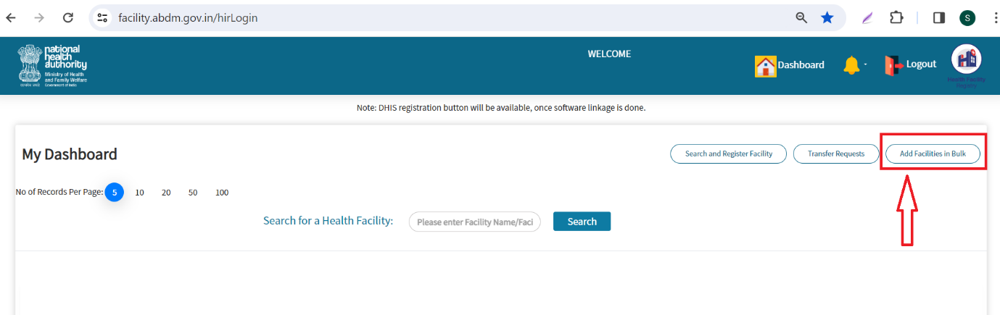 facility.abdm.gov.in/hirLogin
S
national
health
authority
Ministry of Health
and Family Welfare
Government of India
WELCOME
Dashboard
Logout
Health Facility
Registry
Note: DHIS registration button will be available, once software linkage is done.
My Dashboard
Search and Register Facility
Transfer Requests
Add Facilities in Bulk
No of Records Per Page: 5 10 20 50 100
Search for a Health Facility:
Please enter Facility Name/Faci
Search